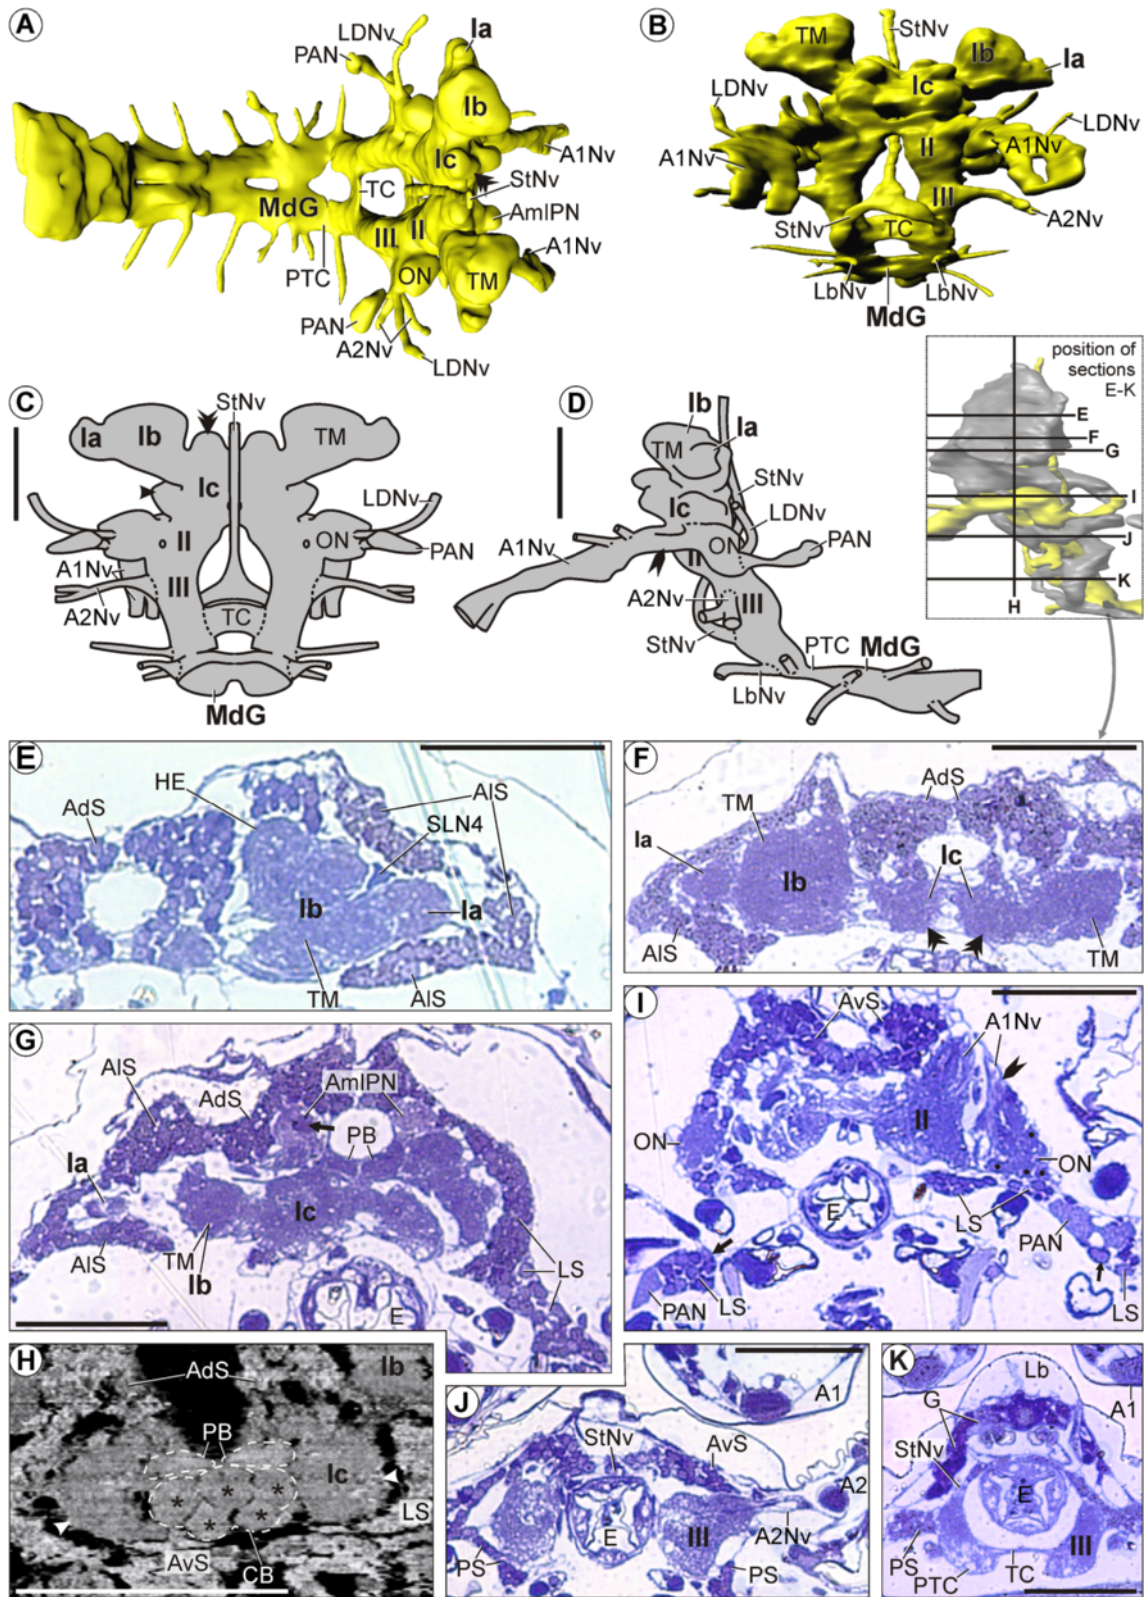 A
LDNv
PAN
Ia
Ib
Ic
A1Nv
StNv
AmlPN
TC
MdG
II
III
A1Nv
PTC
ON
TM
PAN
A2Nv
LDNv
B
TM
StNv
Ib
Ia
Ic
LDNv
LDNv
A1Nv
II
A1Nv
III
StNv
TC
A2Nv
LbNv
LbNv
MdG
C
StNv
Ia
Ib
TM
Ic
LDNv
II
ON
A1Nv
PAN
III
A2Nv
TC
MdG
D
Ib
Ia
TM
StNv
Ic
LDNv
A1Nv
ON
PAN
II
A2Nv
III
StNv
PTC
MdG
LbNv
position of
sections
E-K
E
F
G
I
J
K
H
E
HE
AdS
AlS
SLN4
Ib
Ia
TM
AlS
F
AdS
TM
Ia
Ic
Ib
AlS
TM
G
AlS
AmlPN
AdS
PB
Ia
Ic
AlS
TM
Ib
LS
E
I
AvS
A1Nv
II
ON
ON
LS
E
PAN
PAN
LS
LS
H
AdS
Ib
PB
Ic
LS
AvS
CB
J
A1
StNv
AvS
A2
E
III
A2Nv
PS
PS
K
Lb
A1
G
StNv
E
PS
III
PTC
TC